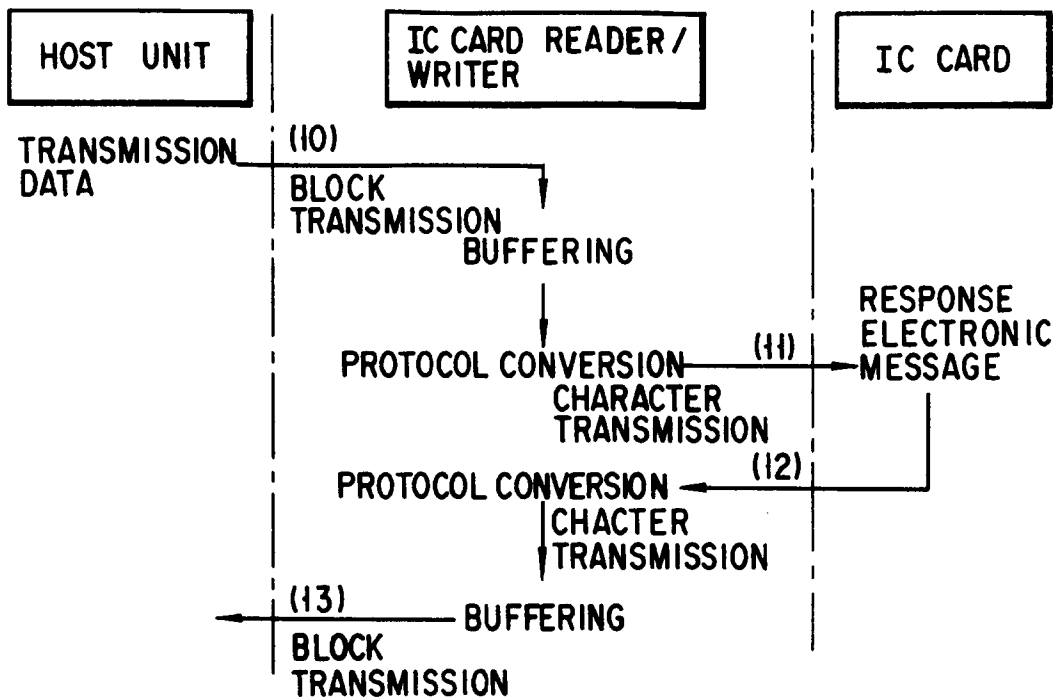 HOST UNIT
IC CARD READER/
WRITER
IC CARD
TRANSMISSION
DATA
(10)
BLOCK
TRANSMISSION
BUFFERING
PROTOCOL CONVERSION
(11)
CHARACTER
TRANSMISSION
RESPONSE
ELECTRONIC
MESSAGE
(12)
PROTOCOL CONVERSION
CHACTER
TRANSMISSION
(13)
BUFFERING
BLOCK
TRANSMISSION